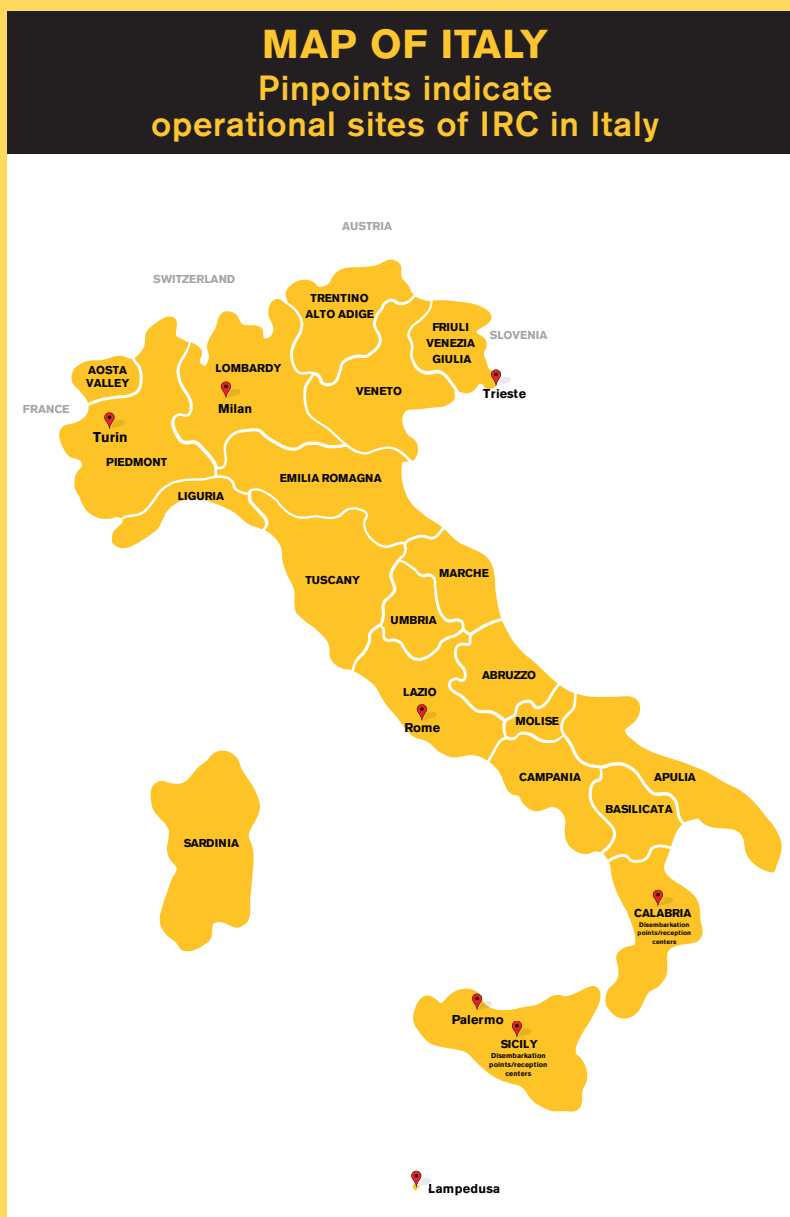 MAP OF ITALY
Pinpoints indicate
operational sites of IRC in Italy
AUSTRIA
SWITZERLAND
TRENTINO
ALTO ADIGE
FRIULI
VENEZIA
GIULIA
SLOVENIA
AOSTA
VALLEY
LOMBARDY
VENETO
Trieste
FRANCE
Milan
Turin
PIEDMONT
EMILIA ROMAGNA
LIGURIA
TUSCANY
MARCHE
UMBRIA
ABRUZZO
LAZIO
Rome
MOLISE
CAMPANIA
APULIA
BASILICATA
SARDINIA
CALABRIA
Disembarkation
points/reception
centers
Palermo
SICILY
Disembarkation
points/reception
centers
Lampedusa